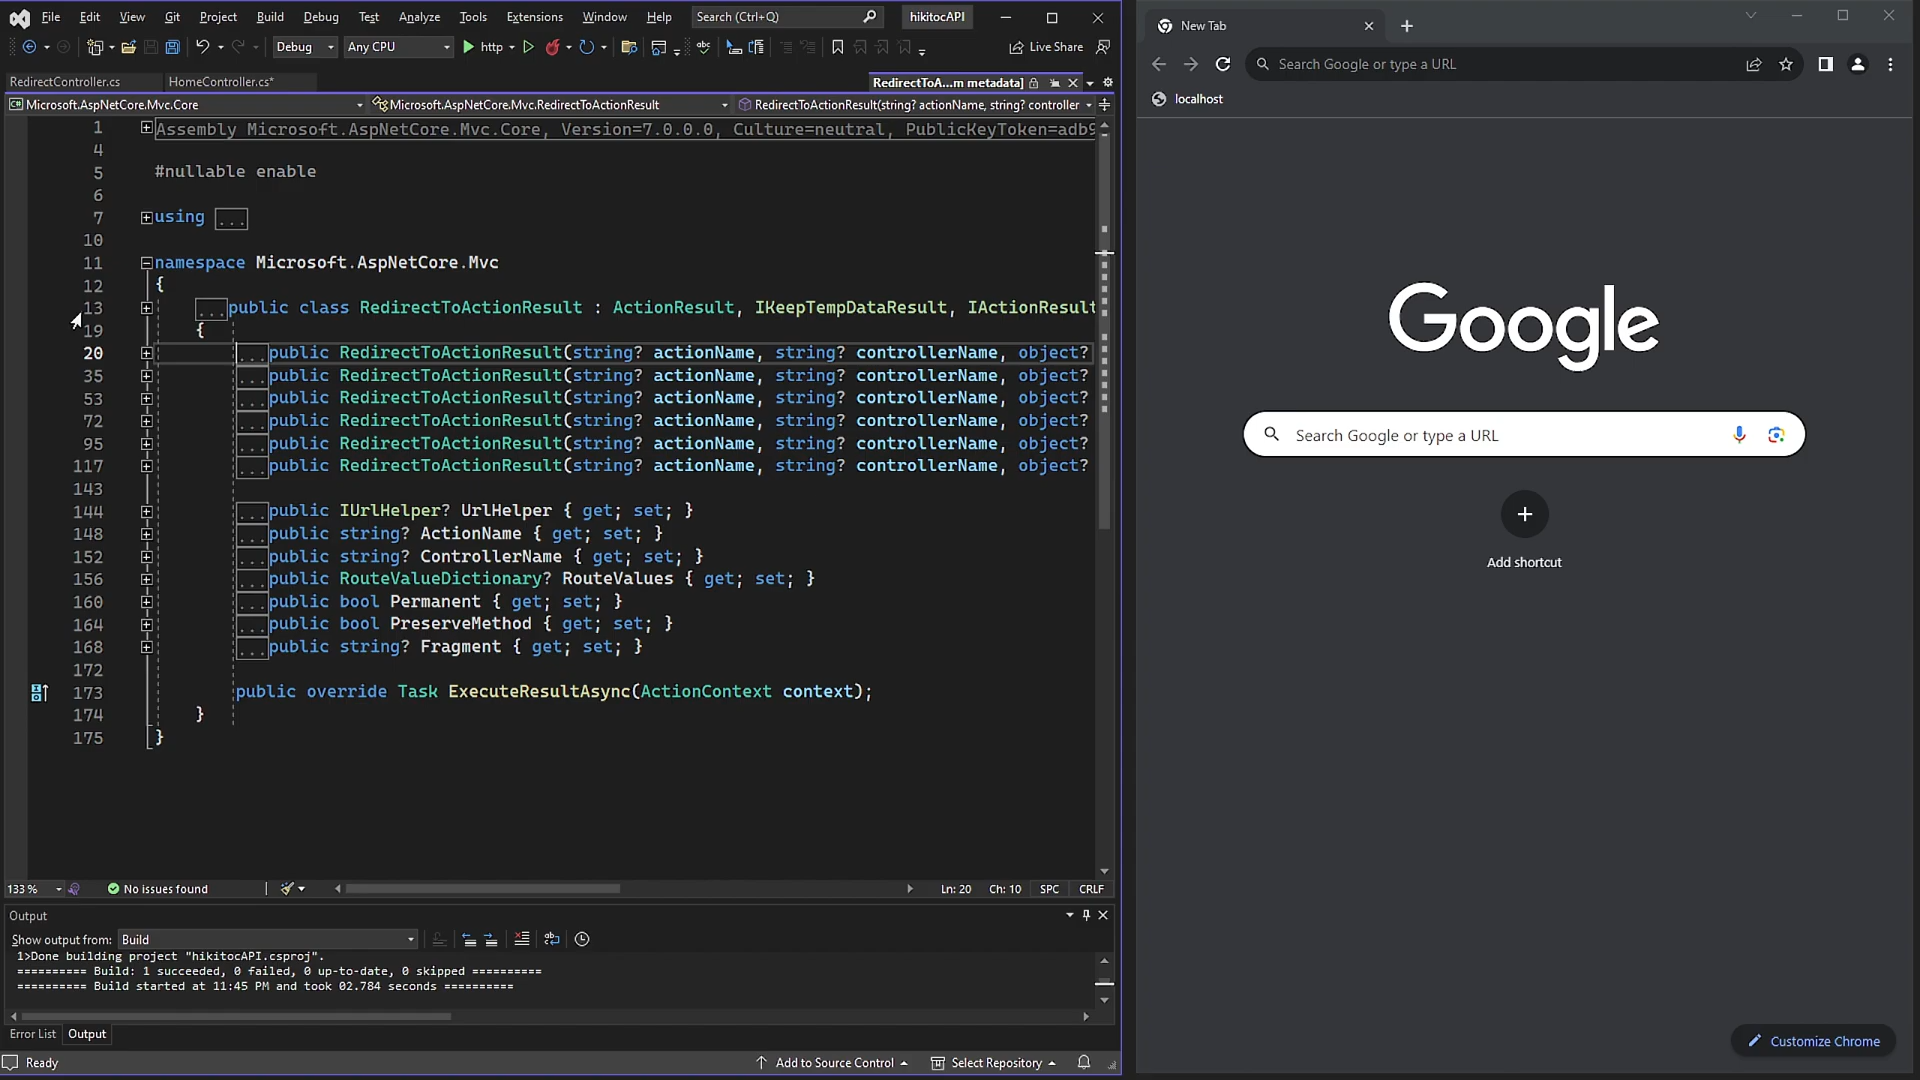 File Edit View Git Project Build Debug Test Analyze Tools Extensions Window Help Search (Ctrl+Q) hikitocAPI
Debug Any CPU http Live Share
RedirectController.cs HomeController.cs* RedirectToA...m metadata]
Microsoft.AspNetCore.Mvc.Core Microsoft.AspNetCore.Mvc.RedirectToActionResult RedirectToActionResult(string? actionName, string? controller
1 Assembly Microsoft.AspNetCore.Mvc.Core, Version=7.0.0.0, Culture=neutral, PublicKeyToken=adb9
4
5 #nullable enable
6
7 using ...
10
11 namespace Microsoft.AspNetCore.Mvc
12 {
13 ...public class RedirectToActionResult : ActionResult, IKeepTempDataResult, IActionResult
19 {
20 ...public RedirectToActionResult(string? actionName, string? controllerName, object?
35 ...public RedirectToActionResult(string? actionName, string? controllerName, object?
53 ...public RedirectToActionResult(string? actionName, string? controllerName, object?
72 ...public RedirectToActionResult(string? actionName, string? controllerName, object?
95 ...public RedirectToActionResult(string? actionName, string? controllerName, object?
117 ...public RedirectToActionResult(string? actionName, string? controllerName, object?
143
144 ...public IUrlHelper? UrlHelper { get; set; }
148 ...public string? ActionName { get; set; }
152 ...public string? ControllerName { get; set; }
156 ...public RouteValueDictionary? RouteValues { get; set; }
160 ...public bool Permanent { get; set; }
164 ...public bool PreserveMethod { get; set; }
168 ...public string? Fragment { get; set; }
172
173 public override Task ExecuteResultAsync(ActionContext context);
174 }
175 }
133 % No issues found Ln: 20 Ch: 10 SPC CRLF
Output
Show output from: Build
1>Done building project "hikitocAPI.csproj".
========== Build: 1 succeeded, 0 failed, 0 up-to-date, 0 skipped ==========
========== Build started at 11:45 PM and took 02.784 seconds ==========
Error List Output
Ready Add to Source Control Select Repository
New Tab
Search Google or type a URL
localhost
Google
Search Google or type a URL
Add shortcut
Customize Chrome